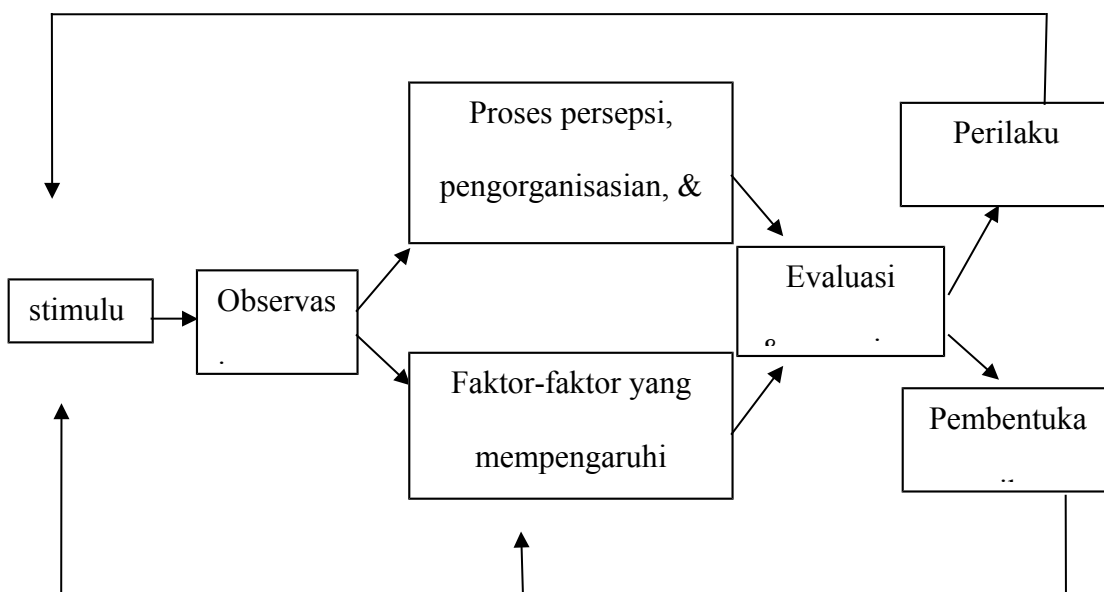 stimulu
Observas
Proses persepsi,
pengorganisasian, &
Faktor-faktor yang
mempengaruhi
Evaluasi
Perilaku
Pembentuka